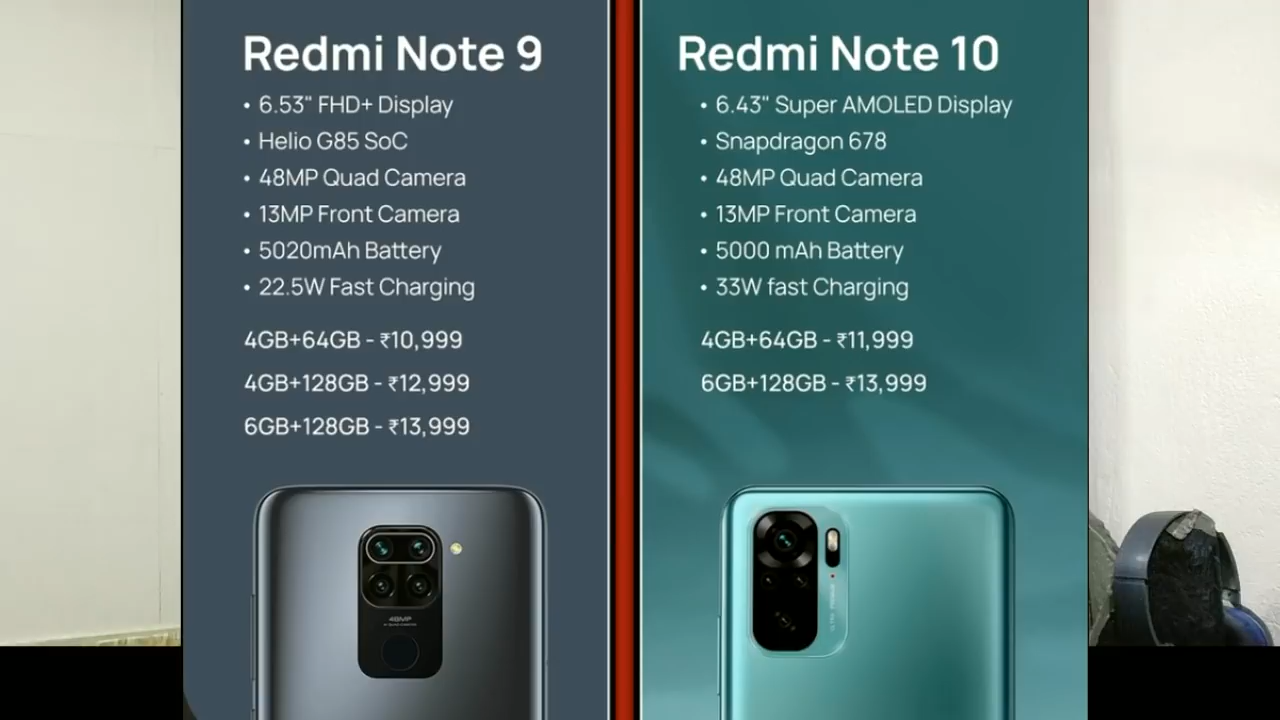 Redmi Note 9
• 6.53" FHD+ Display
• Helio G85 SoC
• 48MP Quad Camera
• 13MP Front Camera
• 5020mAh Battery
• 22.5W Fast Charging
4GB+64GB - ₹10,999
4GB+128GB - ₹12,999
6GB+128GB - ₹13,999
48MP
Redmi Note 10
• 6.43" Super AMOLED Display
• Snapdragon 678
• 48MP Quad Camera
• 13MP Front Camera
• 5000 mAh Battery
• 33W fast Charging
4GB+64GB - ₹11,999
6GB+128GB - ₹13,999